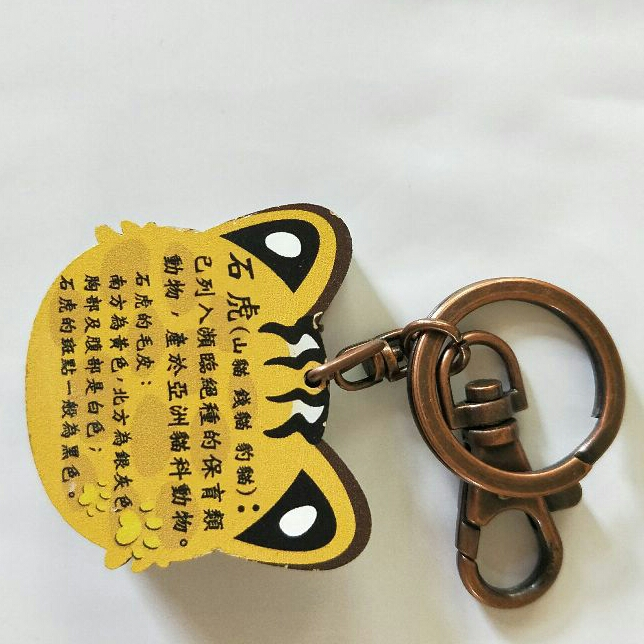 石虎(山貓 錢貓 豹貓)：
已列入瀕臨絕種的保育類
動物，產於亞洲貓科動物。
石虎的毛皮：
南方為黃色，北方為銀灰色
胸部及腹部是白色；
石虎的斑點一般為黑色。